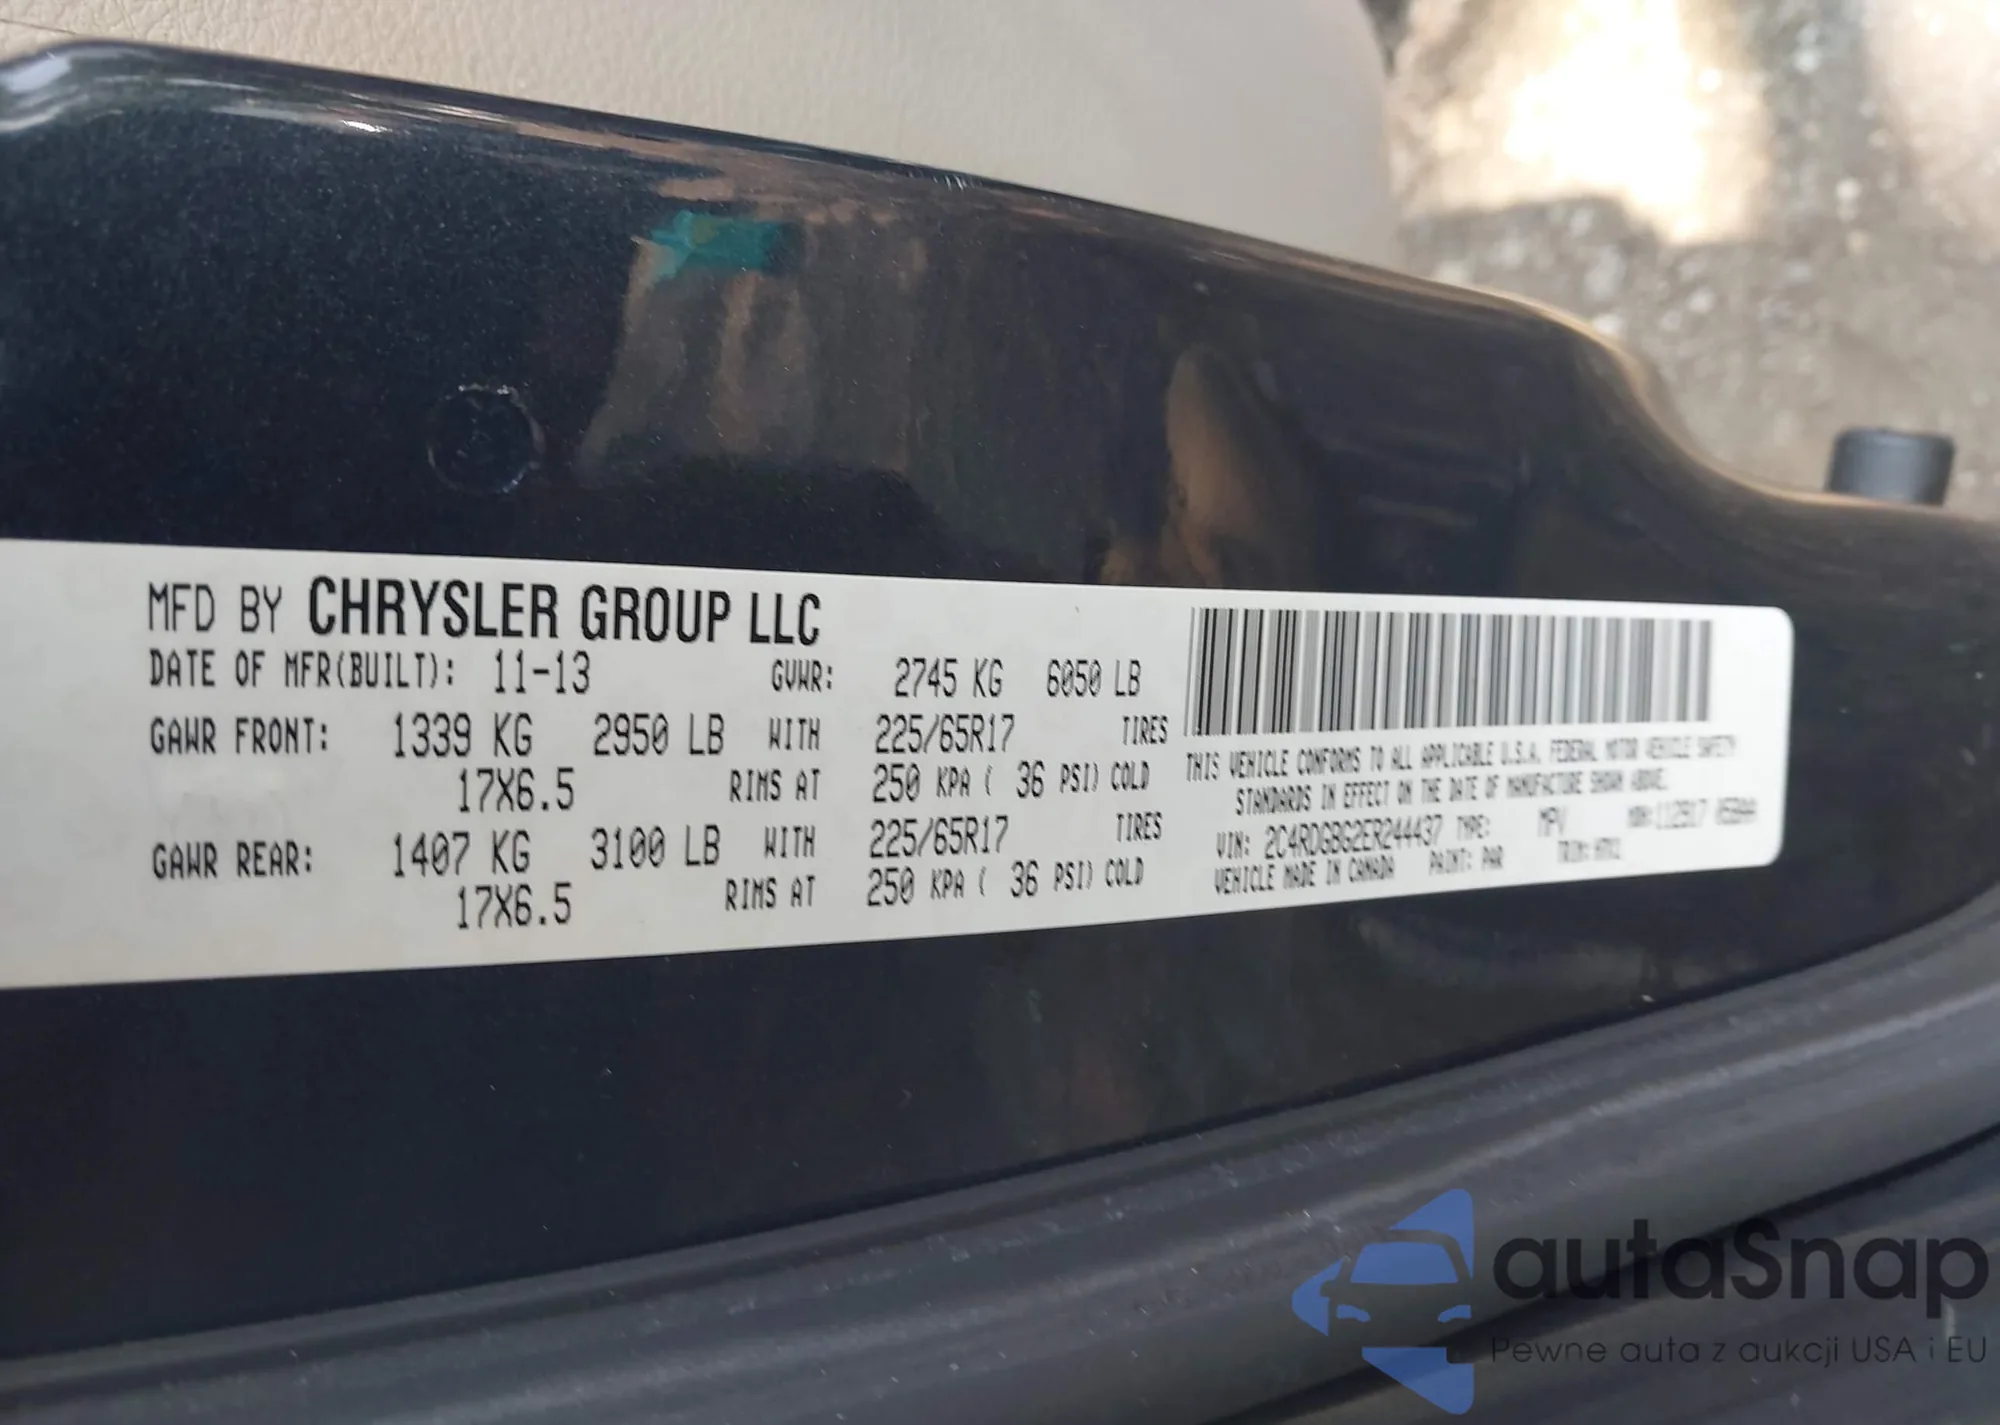 MFD BY CHRYSLER GROUP LLC
DATE OF MFR(BUILT): 11-13 GVWR: 2745 KG 6050 LB
GAWR FRONT: 1339 KG 2950 LB WITH 225/65R17 TIRES
17X6.5 RIMS AT 250 KPA ( 36 PSI) COLD
GAWR REAR: 1407 KG 3100 LB WITH 225/65R17 TIRES
17X6.5 RIMS AT 250 KPA ( 36 PSI) COLD
THIS VEHICLE CONFORMS TO ALL APPLICABLE U.S.A. FEDERAL MOTOR VEHICLE SAFETY
STANDARDS IN EFFECT ON THE DATE OF MANUFACTURE SHOWN ABOVE.
VIN: 2C4RDGBG2ER244437 TYPE: MPV MDH:
VEHICLE MADE IN CANADA PAINT: PAR TRIM:
autaSnap
Pewne auta z aukcji USA i EU